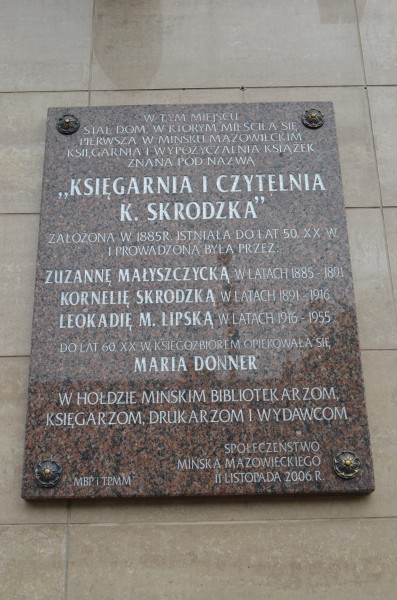 W TYM MIEJSCU
STAŁ DOM, W KTÓRYM MIEŚCIŁA SIĘ
PIERWSZA W MIŃSKU MAZOWIECKIM
KSIĘGARNIA I WYPOŻYCZALNIA KSIĄŻEK
ZNANA POD NAZWĄ
„KSIĘGARNIA I CZYTELNIA
K. SKRODZKA”
ZAŁOŻONA W 1885R. ISTNIAŁA DO LAT 50. XX W.
I PROWADZONA BYŁA PRZEZ:
ZUZANNĘ MAŁYSZCZYCKĄ W LATACH 1885 - 1891
KORNELIĘ SKRODZKĄ W LATACH 1891 - 1916
LEOKADIĘ M. LIPSKĄ W LATACH 1916 - 1955
DO LAT 60. XX W. KSIĘGOZBIOREM OPIEKOWAŁA SIĘ
MARIA DONNER
W HOŁDZIE MIŃSKIM BIBLIOTEKARZOM,
KSIĘGARZOM, DRUKARZOM I WYDAWCOM
SPOŁECZEŃSTWO
MIŃSKA MAZOWIECKIEGO
MBP i TPMM 11 LISTOPADA 2006 R.